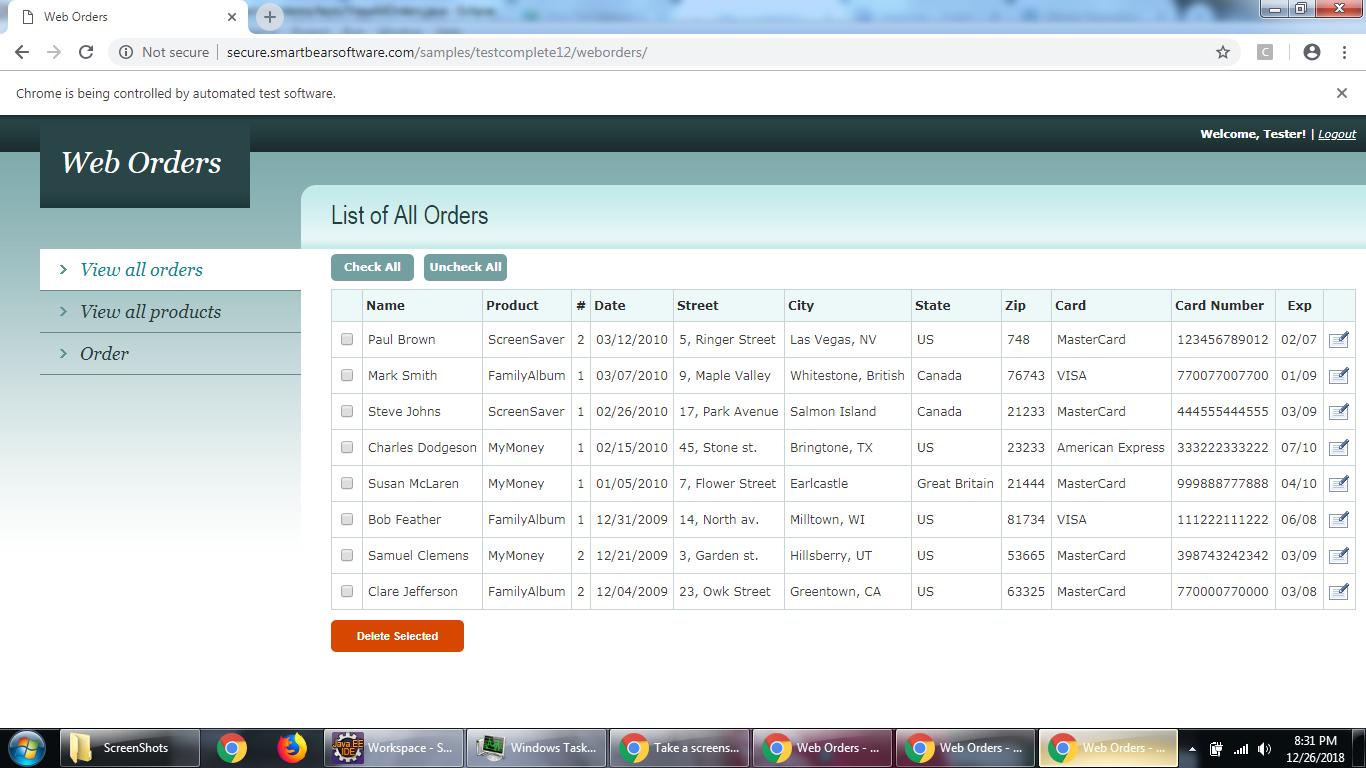 Web Orders
Not secure secure.smartbearsoftware.com/samples/testcomplete12/weborders/
C
Chrome is being controlled by automated test software.
Welcome, Tester! | Logout
Web Orders
List of All Orders
View all orders
View all products
Order
Check All Uncheck All
Name Product # Date Street City State Zip Card Card Number Exp
Paul Brown ScreenSaver 2 03/12/2010 5, Ringer Street Las Vegas, NV US 748 MasterCard 123456789012 02/07
Mark Smith FamilyAlbum 1 03/07/2010 9, Maple Valley Whitestone, British Canada 76743 VISA 770077007700 01/09
Steve Johns ScreenSaver 1 02/26/2010 17, Park Avenue Salmon Island Canada 21233 MasterCard 444555444555 03/09
Charles Dodgeson MyMoney 1 02/15/2010 45, Stone st. Bringtone, TX US 23233 American Express 333222333222 07/10
Susan McLaren MyMoney 1 01/05/2010 7, Flower Street Earlcastle Great Britain 21444 MasterCard 999888777888 04/10
Bob Feather FamilyAlbum 1 12/31/2009 14, North av. Milltown, WI US 81734 VISA 111222111222 06/08
Samuel Clemens MyMoney 2 12/21/2009 3, Garden st. Hillsberry, UT US 53665 MasterCard 398743242342 03/09
Clare Jefferson FamilyAlbum 2 12/04/2009 23, Owk Street Greentown, CA US 63325 MasterCard 770000770000 03/08
Delete Selected
ScreenShots Java EE IDE Workspace - S... Windows Task... Take a screens... Web Orders - ... Web Orders - ... Web Orders - ... 8:31 PM
12/26/2018